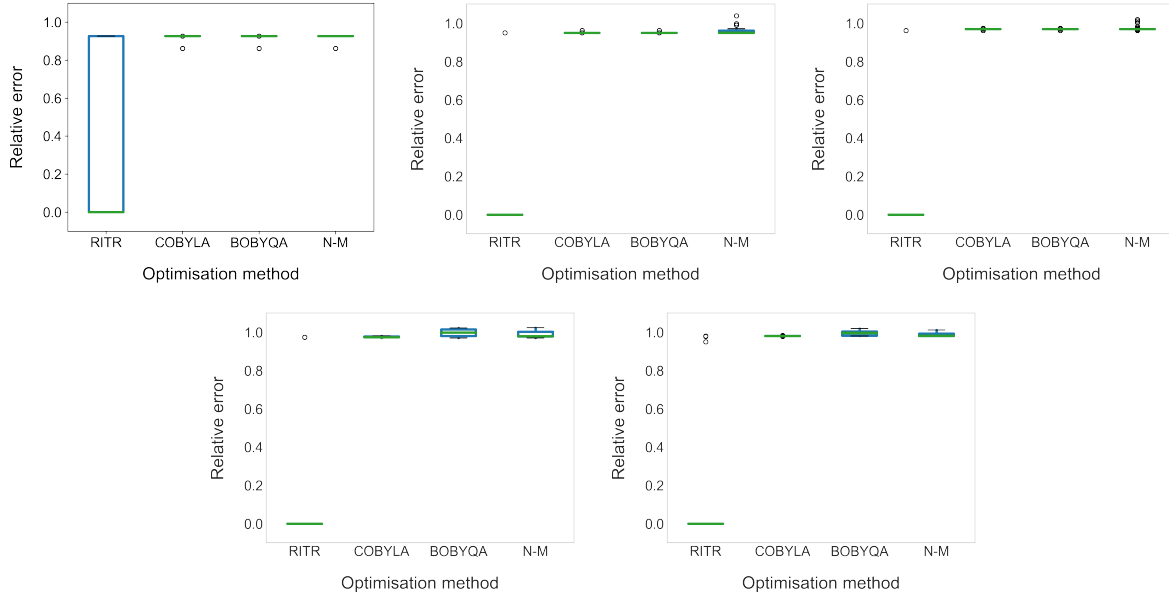 1.0
0.8
0.6
0.4
0.2
0.0
Relative error
RITR COBYLA BOBYQA N-M
Optimisation method
1.0
0.8
0.6
0.4
0.2
0.0
Relative error
RITR COBYLA BOBYQA N-M
Optimisation method
1.0
0.8
0.6
0.4
0.2
0.0
Relative error
RITR COBYLA BOBYQA N-M
Optimisation method
1.0
0.8
0.6
0.4
0.2
0.0
Relative error
RITR COBYLA BOBYQA N-M
Optimisation method
1.0
0.8
0.6
0.4
0.2
0.0
Relative error
RITR COBYLA BOBYQA N-M
Optimisation method